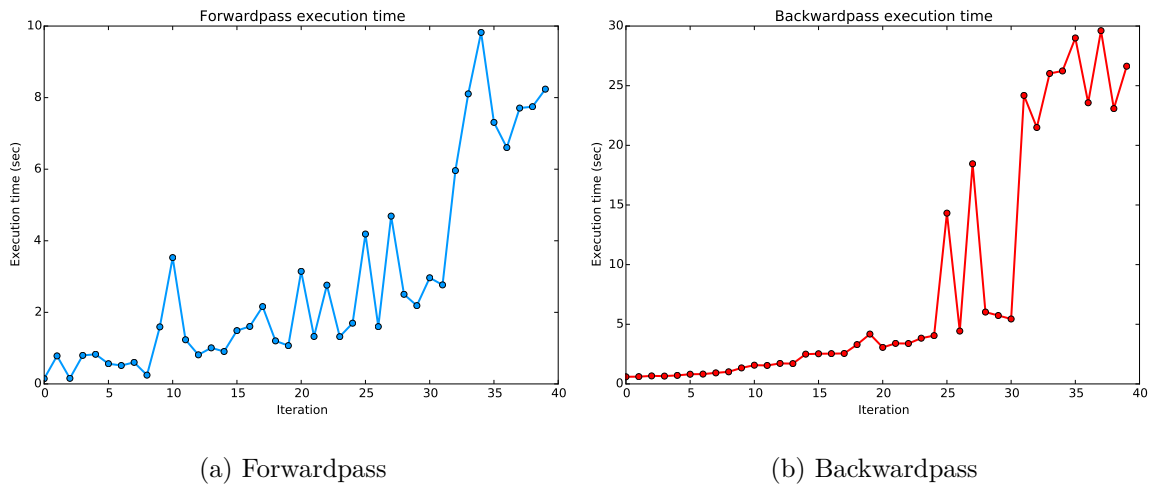 Forwardpass execution time
10
8
6
4
2
0
Execution time (sec)
0 5 10 15 20 25 30 35 40
Iteration
(a) Forwardpass
Backwardpass execution time
30
25
20
15
10
5
0
Execution time (sec)
0 5 10 15 20 25 30 35 40
Iteration
(b) Backwardpass